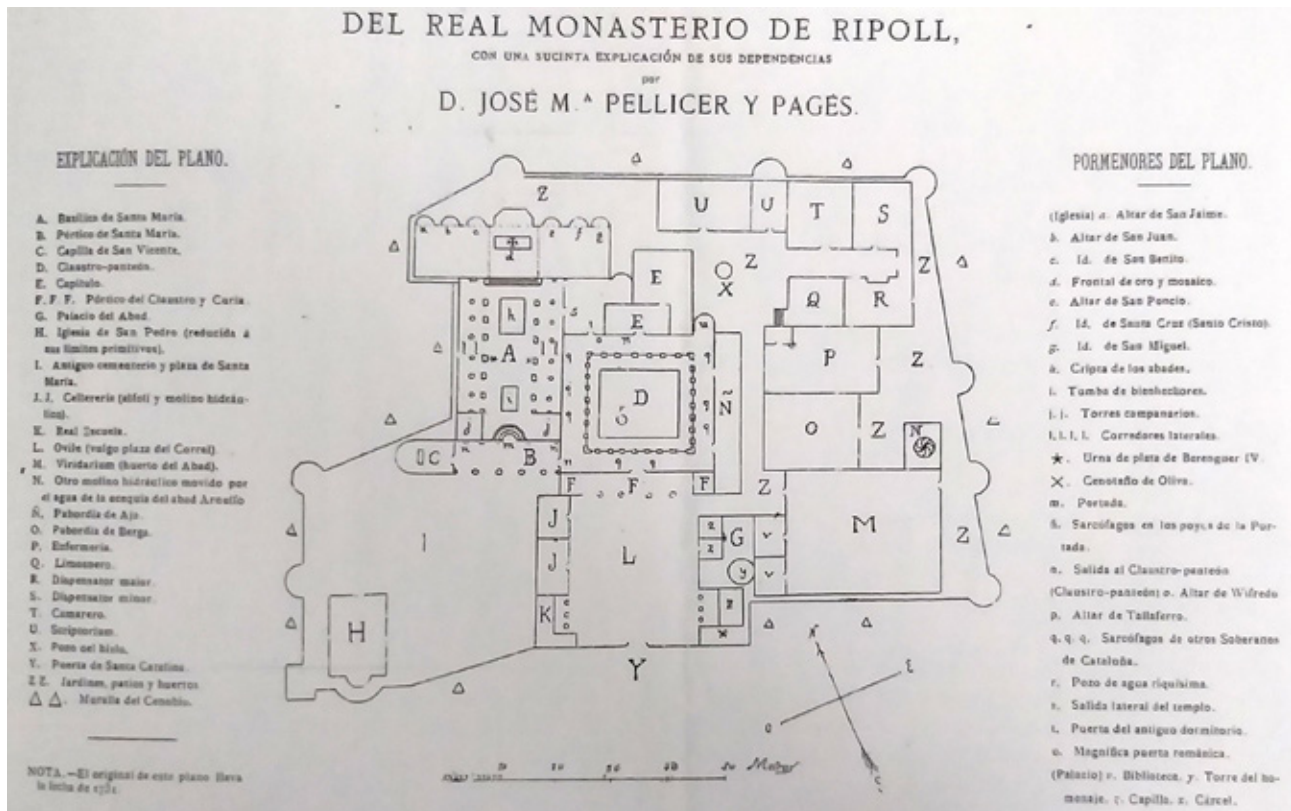 DEL REAL MONASTERIO DE RIPOLL,
CON UNA SUCINTA EXPLICACIÓN DE SUS DEPENDENCIAS
por
D. JOSÉ M.ᴬ PELLICER Y PAGÉS.
EXPLICACIÓN DEL PLANO.
A. Basílica de Santa María.
B. Pórtico de Santa María.
C. Capilla de San Vicente.
D. Claustro-panteón.
E. Capítulo.
F. F. F. Pórtico del Claustro y Curia.
G. Palacio del Abad.
H. Iglesia de San Pedro (reducida á
sus límites primitivos).
I. Antiguo cementerio y plaza de Santa
María.
J. J. Cellerería (alfolí y molino hidráu-
lico).
K. Real Escuela.
L. Ovile (vulgo plaza del Corral).
M. Viridarium (huerto del Abad).
N. Otro molino hidráulico movido por
el agua de la acequia del abad Arnulfo
Ñ. Pabordía de Aja.
O. Pabordía de Berga.
P. Enfermería.
Q. Limosnero.
R. Dispensator maior.
S. Dispensator minor.
T. Camarero.
U. Scriptorium.
X. Pozo del hielo.
Y. Puerta de Santa Catalina.
Z Z. Jardines, patios y huertos
△ △. Muralla del Cenobio.
NOTA.—El original de este plano lleva
la fecha de
PORMENORES DEL PLANO.
(Iglesia) a. Altar de San Jaime.
b. Altar de San Juan.
c. Id. de San Benito.
d. Frontal de oro y mosaico.
e. Altar de San Poncio.
f. Id. de Santa Cruz (Santo Cristo).
g. Id. de San Miguel.
h. Cripta de los abades.
i. Tumba de bienhechores.
j. j. Torres campanarios.
l. l. l. l. Corredores laterales.
★. Urna de plata de Berenguer IV.
✕. Cenotafio de Oliva.
m. Portada.
ñ. Sarcófagos en los poyos de la Por-
tada.
n. Salida al Claustro-panteón
(Claustro-panteón) o. Altar de Wifredo
p. Altar de Tallaferro.
q. q. q. Sarcófagos de otros Soberanos
de Cataluña.
r. Pozo de agua riquísima.
s. Salida lateral del templo.
t. Puerta del antiguo dormitorio.
u. Magnífica puerta románica.
(Palacio) v. Biblioteca. y. Torre del ho-
menaje. z. Capilla. x. Cárcel.
Z
U U T S
a b c e f g
d
E X Z Z
h Q R
E
A P Z
D Ñ
i ó O Z N
j j
C B
F F F Z
J G M Z
I J L
K
H
Y
N
E
O
10 20 30 40 50 Metros